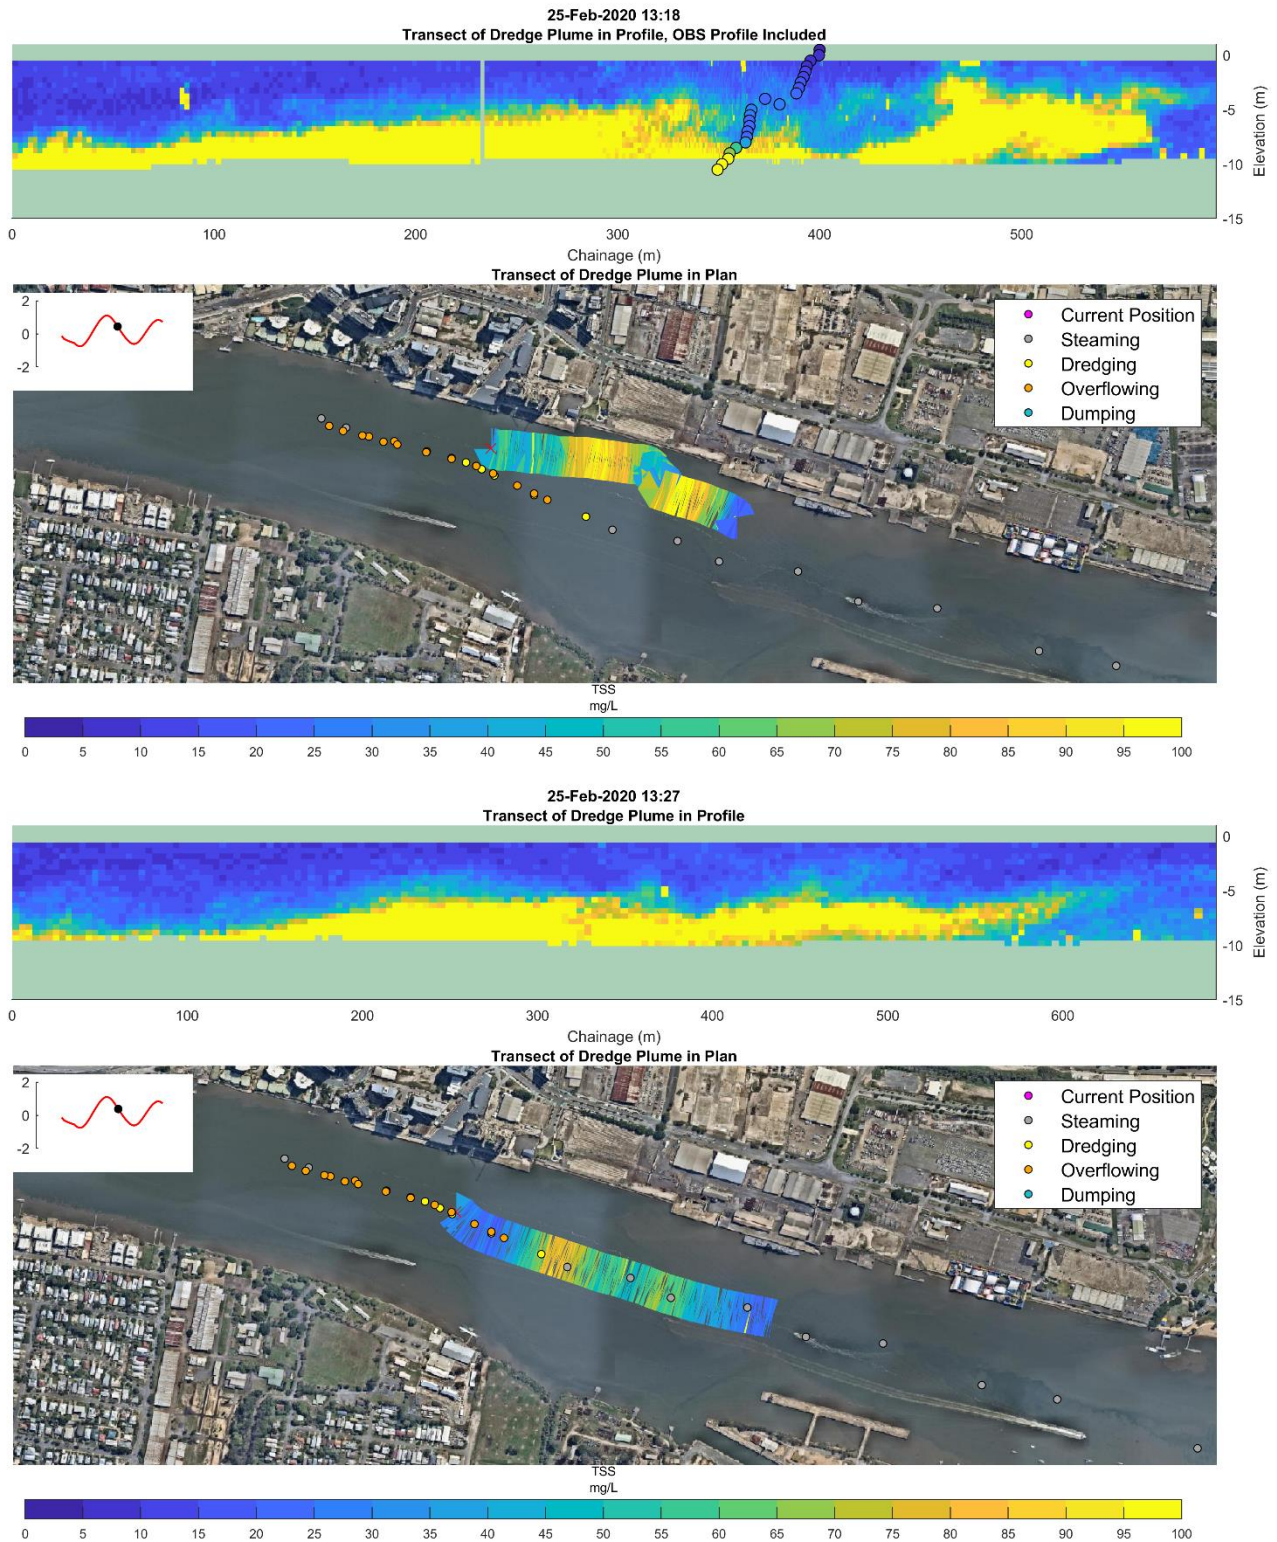 25-Feb-2020 13:18
Transect of Dredge Plume in Profile, OBS Profile Included
0
-5
-10
-15
Elevation (m)
0 100 200 300 400 500
Chainage (m)
Transect of Dredge Plume in Plan
2
0
-2
Current Position
Steaming
Dredging
Overflowing
Dumping
TSS
mg/L
0 5 10 15 20 25 30 35 40 45 50 55 60 65 70 75 80 85 90 95 100
25-Feb-2020 13:27
Transect of Dredge Plume in Profile
0
-5
-10
-15
Elevation (m)
0 100 200 300 400 500 600
Chainage (m)
Transect of Dredge Plume in Plan
2
0
-2
Current Position
Steaming
Dredging
Overflowing
Dumping
TSS
mg/L
0 5 10 15 20 25 30 35 40 45 50 55 60 65 70 75 80 85 90 95 100